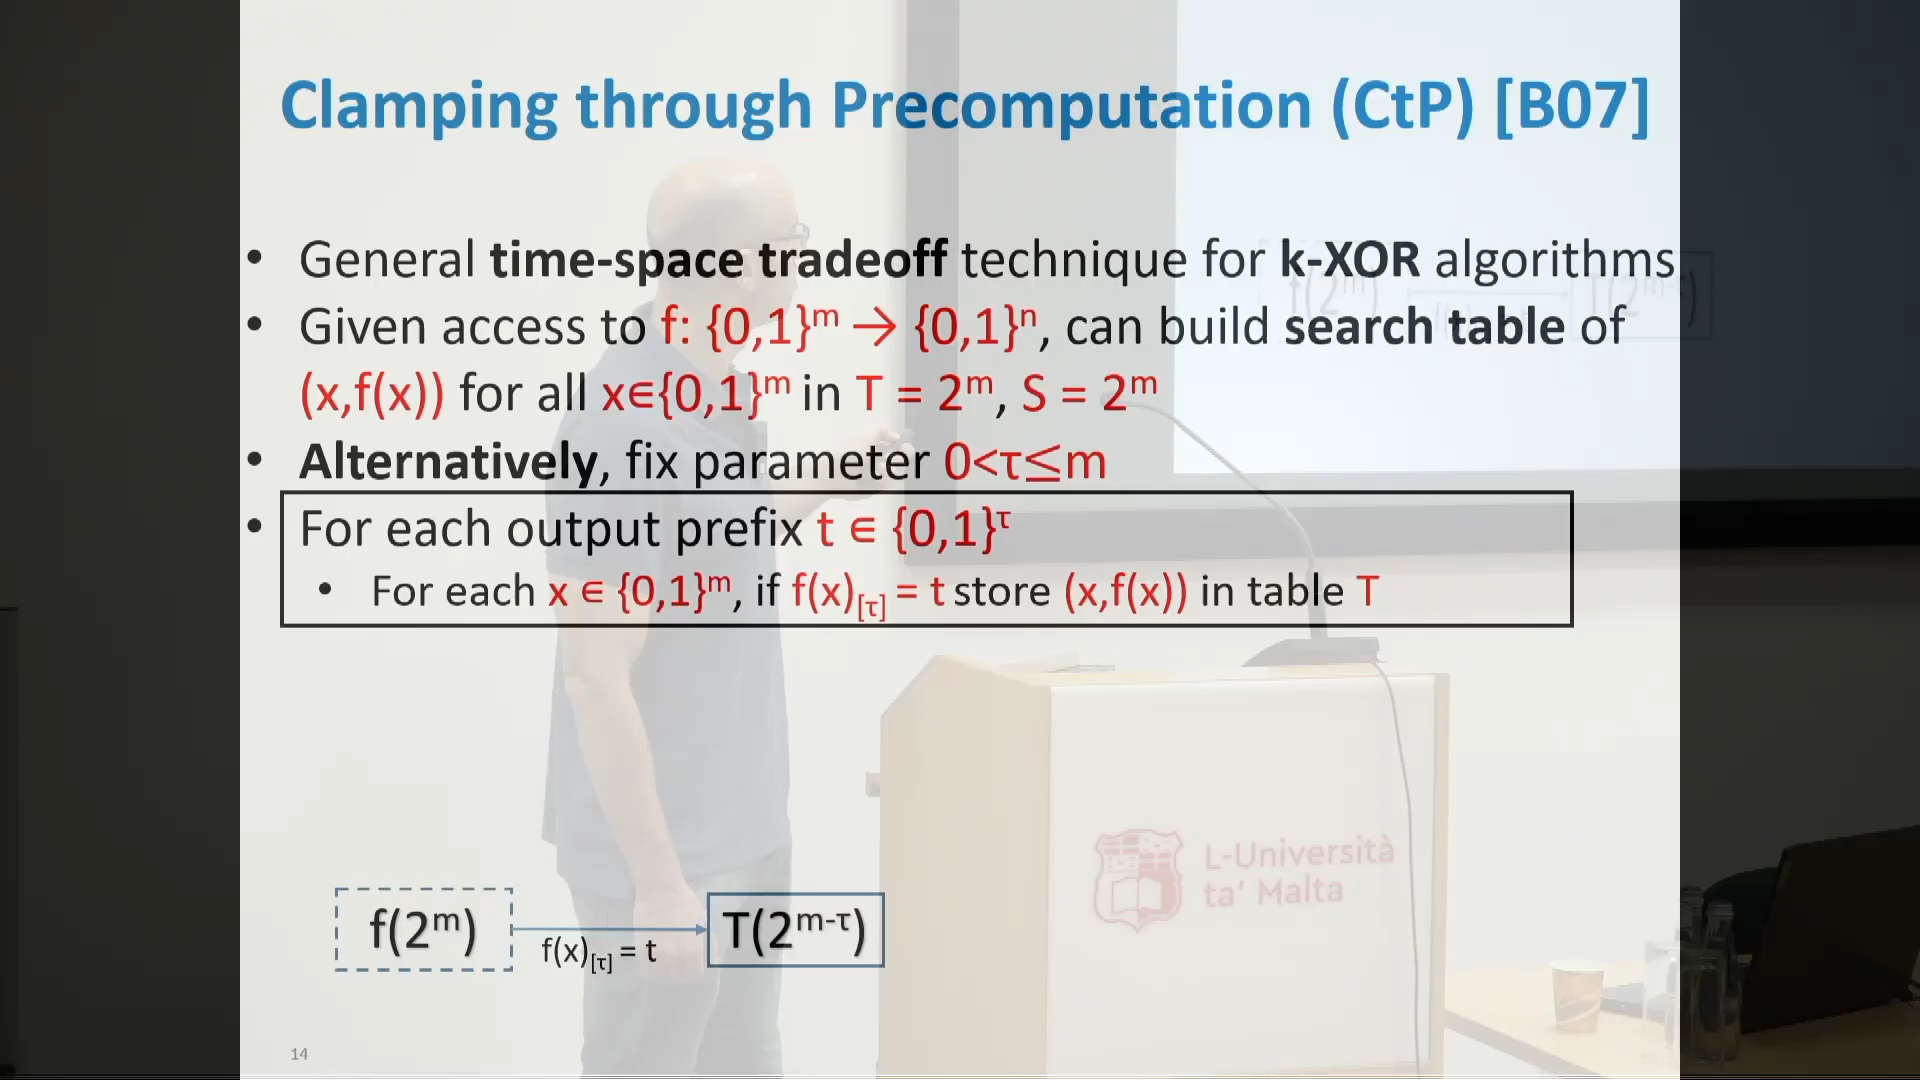 Clamping through Precomputation (CtP) [B07]
• General time-space tradeoff technique for k-XOR algorithms
• Given access to f: {0,1}ᵐ → {0,1}ⁿ, can build search table of
(x,f(x)) for all x∈{0,1}ᵐ in T = 2ᵐ, S = 2ᵐ
• Alternatively, fix parameter 0<τ≤m
• For each output prefix t ∈ {0,1}^τ
• For each x ∈ {0,1}ᵐ, if f(x)[τ] = t store (x,f(x)) in table T
L-Università
ta' Malta
f(2ᵐ)
f(x)[τ] = t
T(2^m-τ)
14